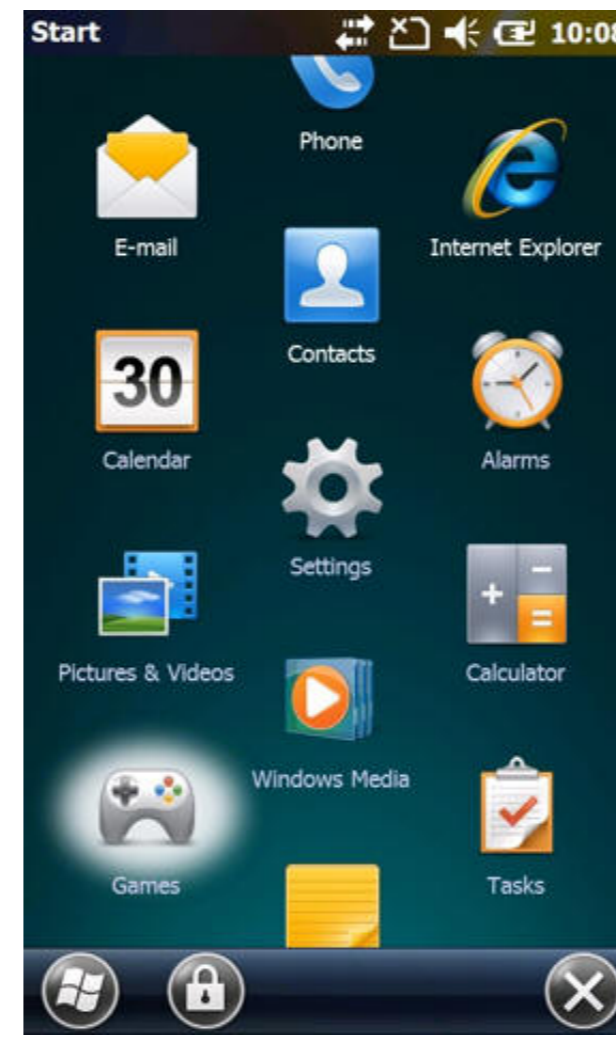 Start 10:08
Phone
E-mail
Internet Explorer
Contacts
30
Calendar
Alarms
Settings
Pictures & Videos
Calculator
Windows Media
Games
Tasks